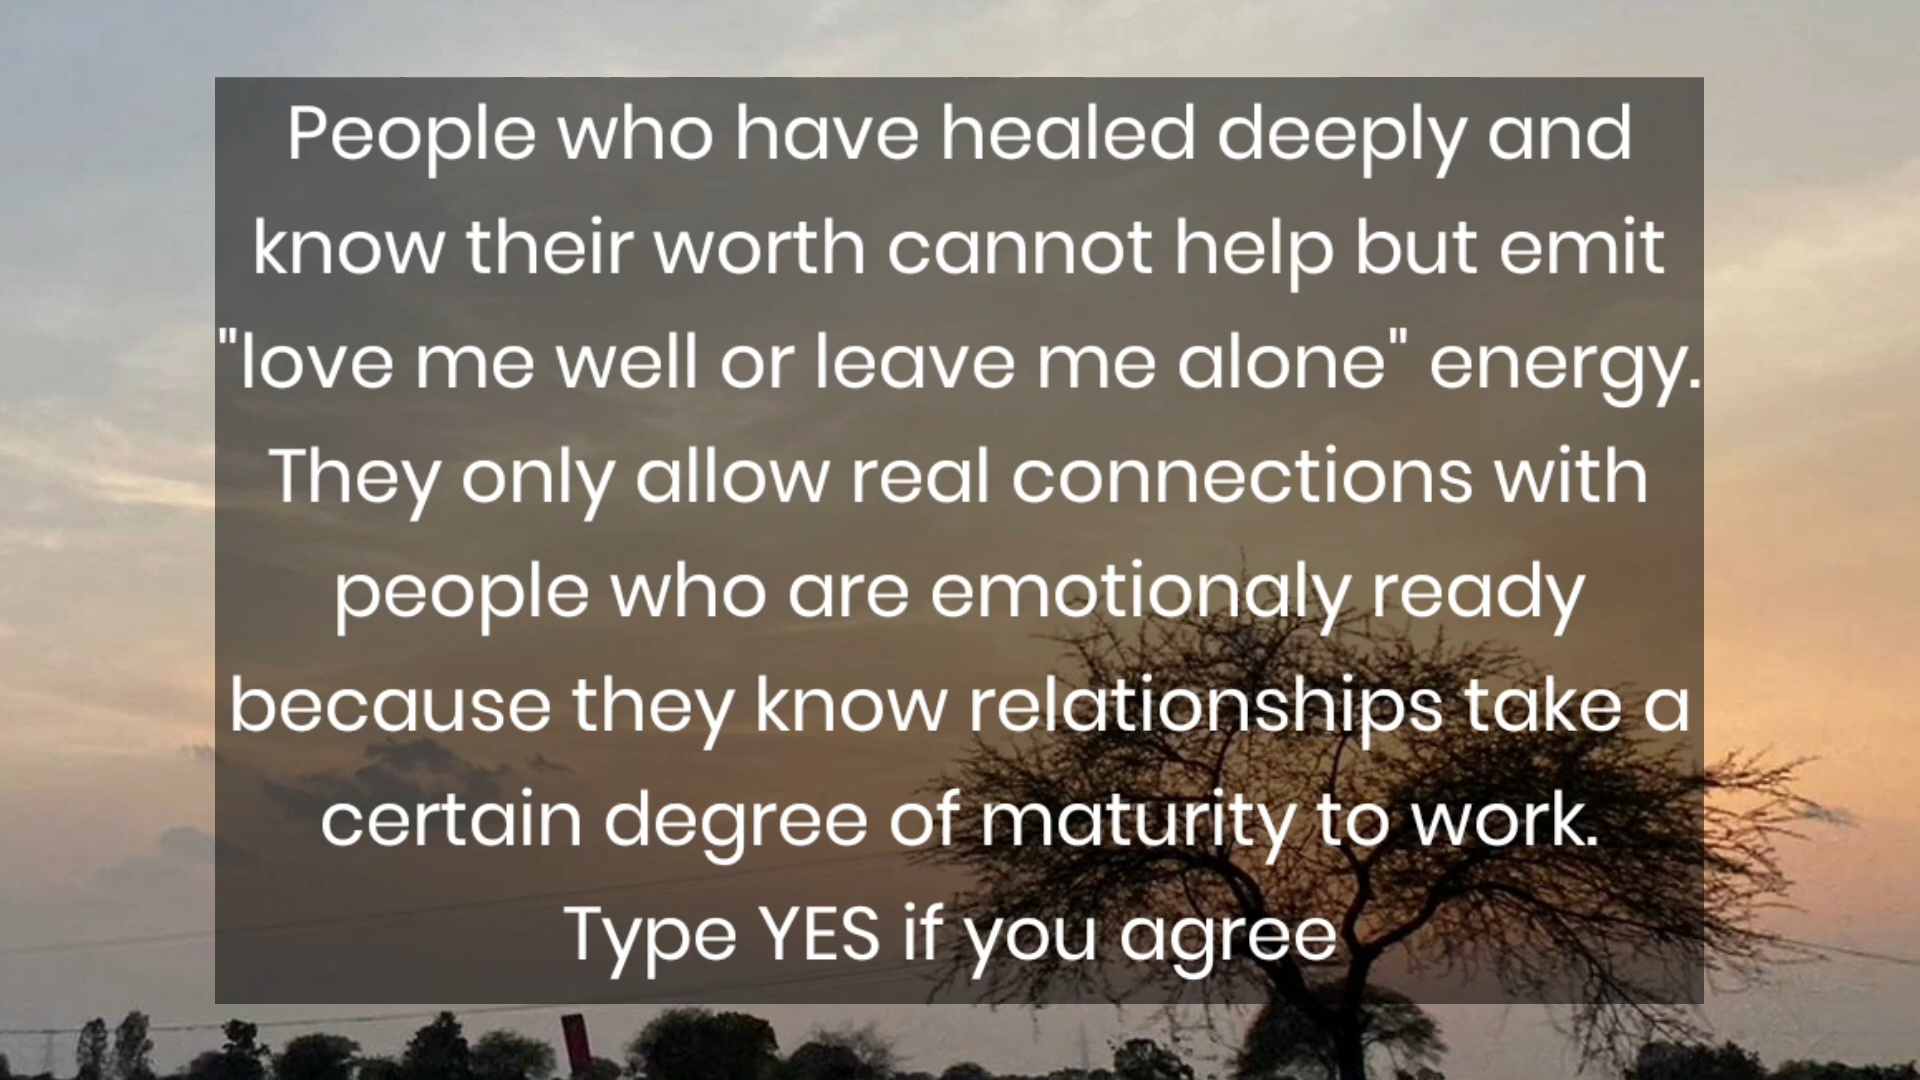 People who have healed deeply and
know their worth cannot help but emit
"love me well or leave me alone" energy.
They only allow real connections with
people who are emotionaly ready
because they know relationships take a
certain degree of maturity to work.
Type YES if you agree